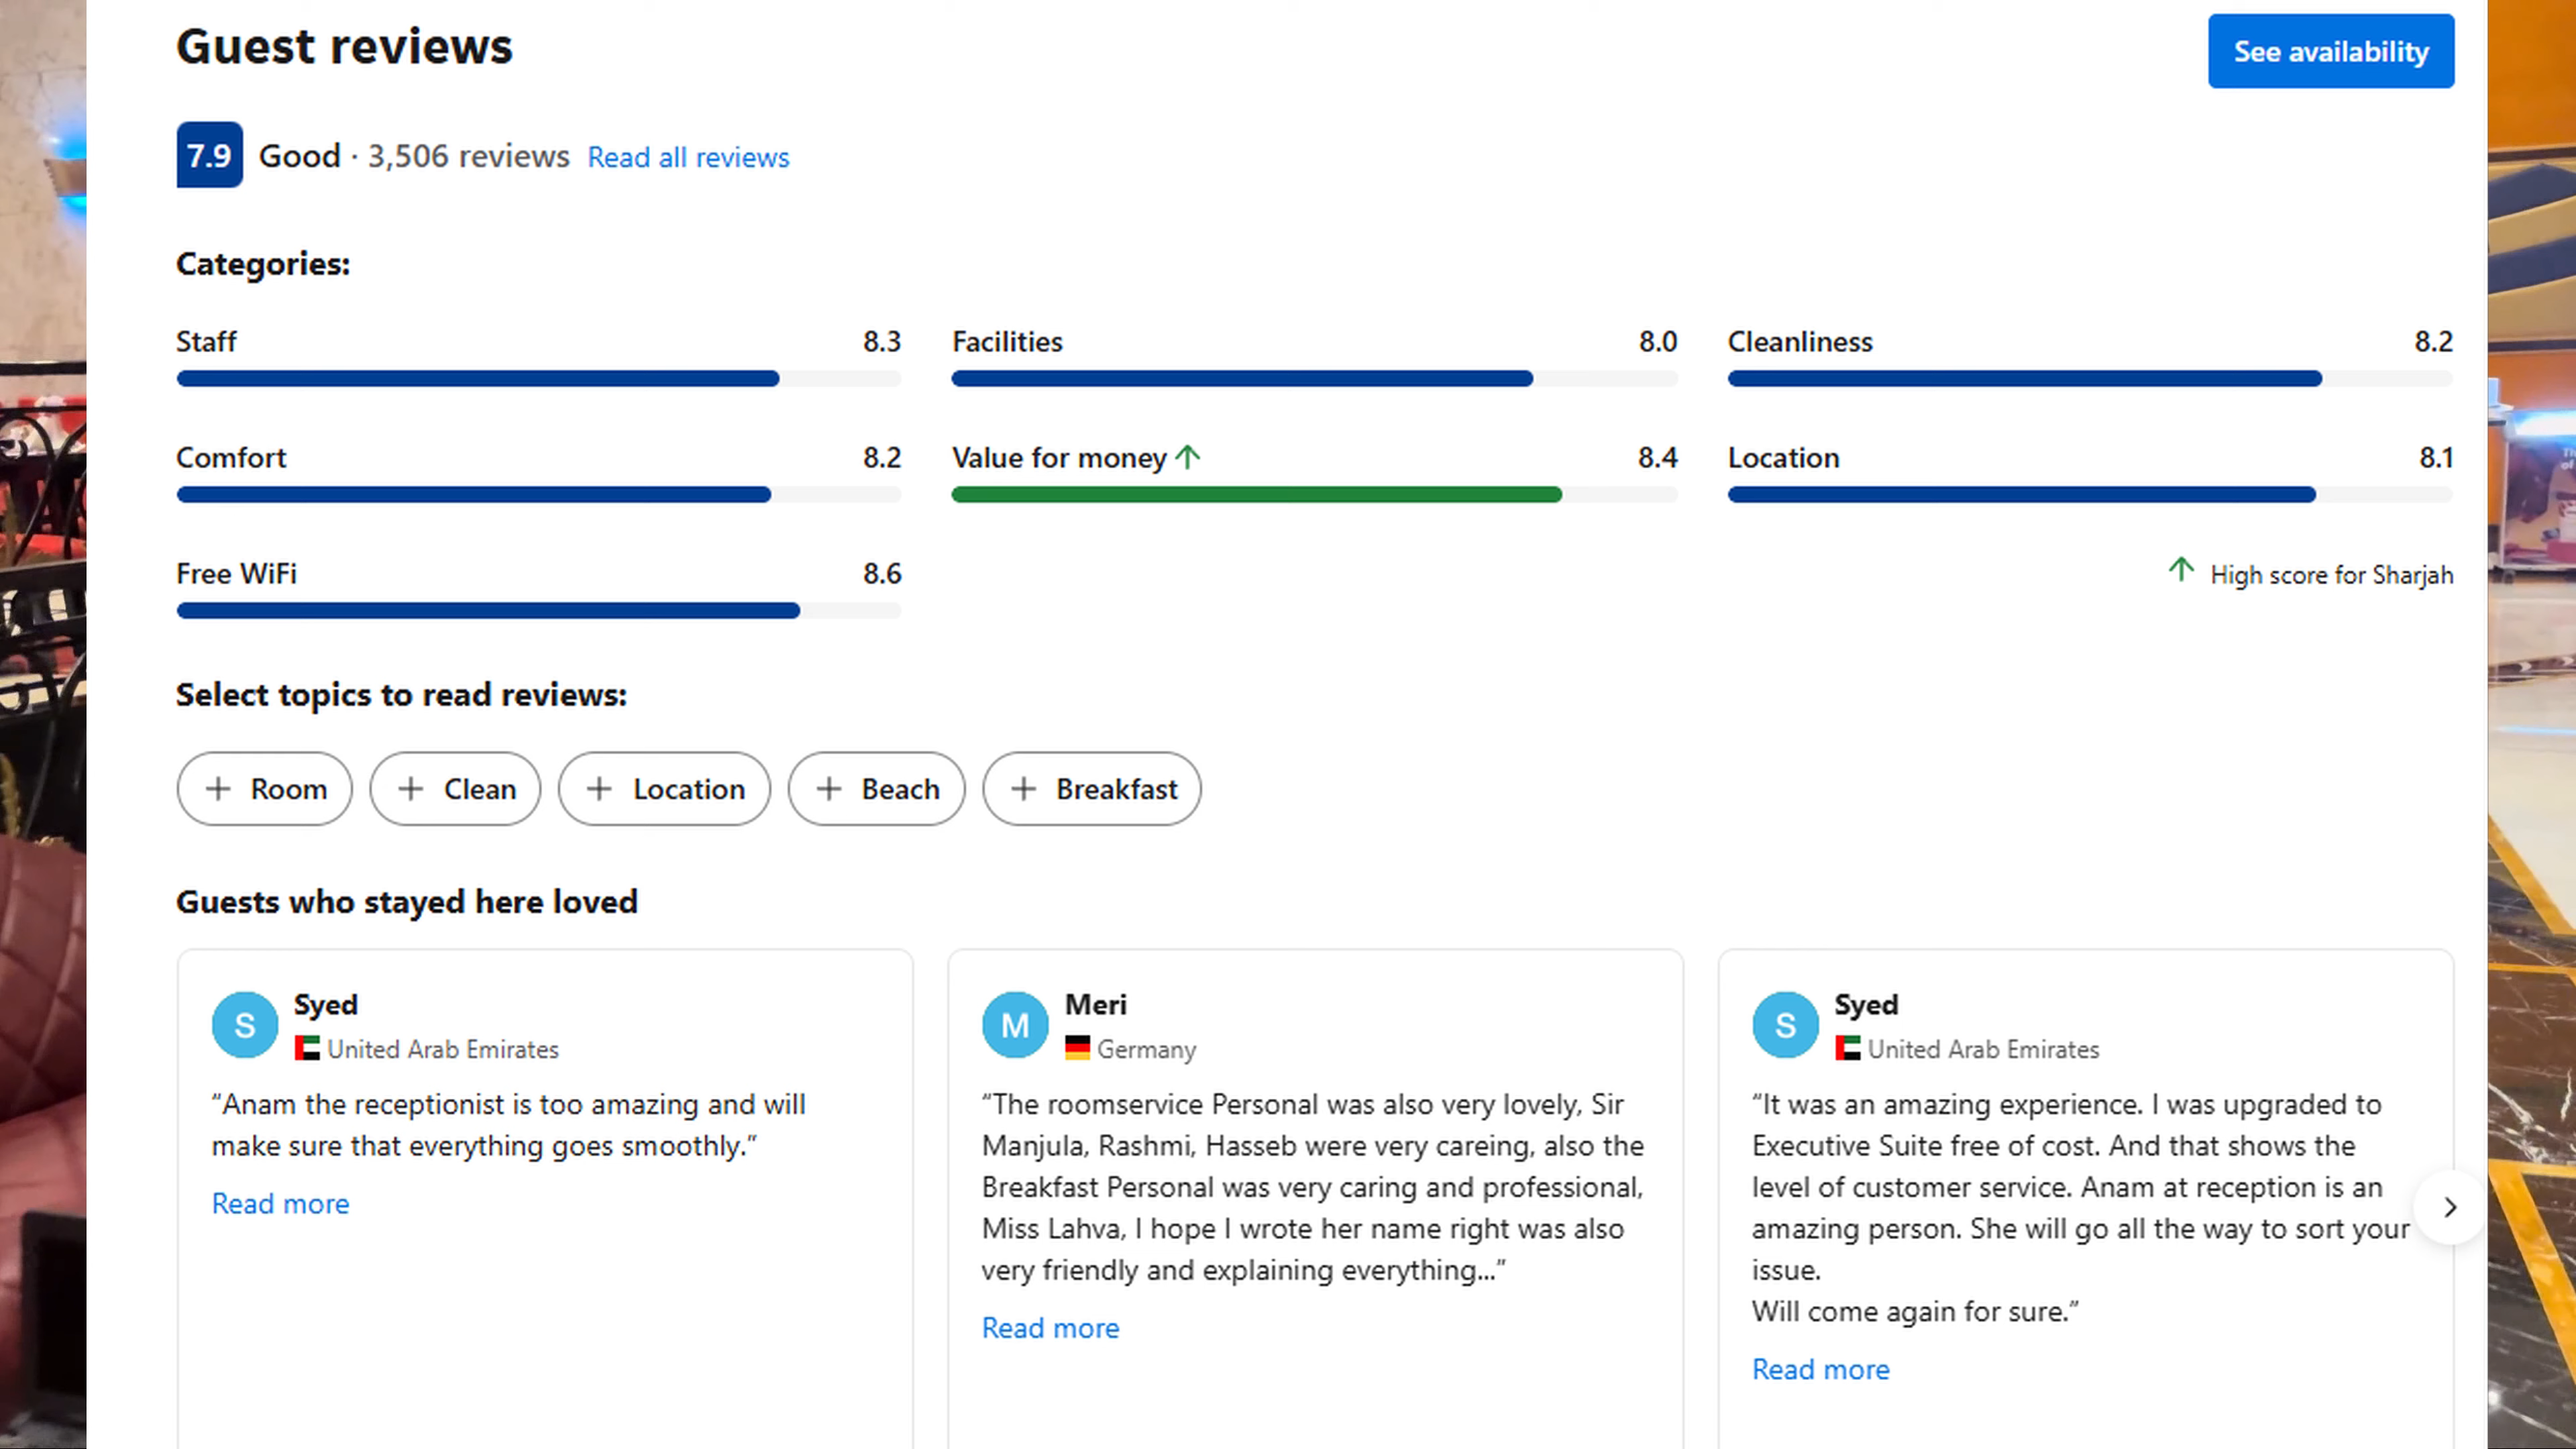 Guest reviews
See availability
7.9 Good · 3,506 reviews Read all reviews
Categories:
Staff 8.3
Facilities 8.0
Cleanliness 8.2
Comfort 8.2
Value for money ↑ 8.4
Location 8.1
Free WiFi 8.6
↑ High score for Sharjah
Select topics to read reviews:
+ Room
+ Clean
+ Location
+ Beach
+ Breakfast
Guests who stayed here loved
S Syed
United Arab Emirates
“Anam the receptionist is too amazing and will
make sure that everything goes smoothly.”
Read more
M Meri
Germany
“The roomservice Personal was also very lovely, Sir
Manjula, Rashmi, Hasseb were very careing, also the
Breakfast Personal was very caring and professional,
Miss Lahva, I hope I wrote her name right was also
very friendly and explaining everything...”
Read more
S Syed
United Arab Emirates
“It was an amazing experience. I was upgraded to
Executive Suite free of cost. And that shows the
level of customer service. Anam at reception is an
amazing person. She will go all the way to sort your
issue.
Will come again for sure.”
Read more